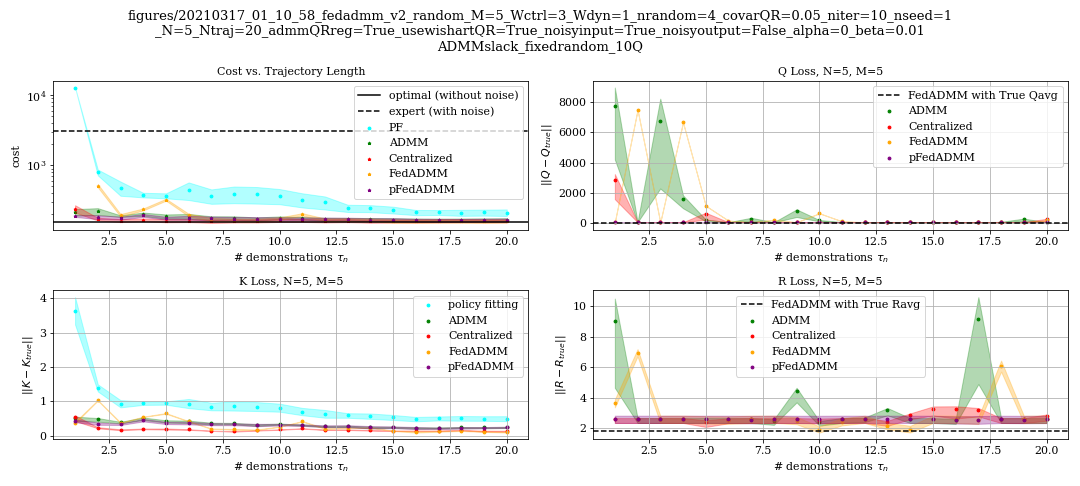 figures/20210317_01_10_58_fedadmm_v2_random_M=5_Wctrl=3_Wdyn=1_nrandom=4_covarQR=0.05_niter=10_nseed=1
_N=5_Ntraj=20_admmQRreg=True_usewishartQR=True_noisyinput=True_noisyoutput=False_alpha=0_beta=0.01
ADMMslack_fixedrandom_10Q
Cost vs. Trajectory Length
10^4
10^3
cost
optimal (without noise)
expert (with noise)
PF
ADMM
Centralized
FedADMM
pFedADMM
2.5 5.0 7.5 10.0 12.5 15.0 17.5 20.0
# demonstrations τ_n
Q Loss, N=5, M=5
8000
6000
4000
2000
0
||Q − Q_true||
FedADMM with True Qavg
ADMM
Centralized
FedADMM
pFedADMM
2.5 5.0 7.5 10.0 12.5 15.0 17.5 20.0
# demonstrations τ_n
K Loss, N=5, M=5
4
3
2
1
0
||K − K_true||
policy fitting
ADMM
Centralized
FedADMM
pFedADMM
2.5 5.0 7.5 10.0 12.5 15.0 17.5 20.0
# demonstrations τ_n
R Loss, N=5, M=5
10
8
6
4
2
||R − R_true||
FedADMM with True Ravg
ADMM
Centralized
FedADMM
pFedADMM
2.5 5.0 7.5 10.0 12.5 15.0 17.5 20.0
# demonstrations τ_n